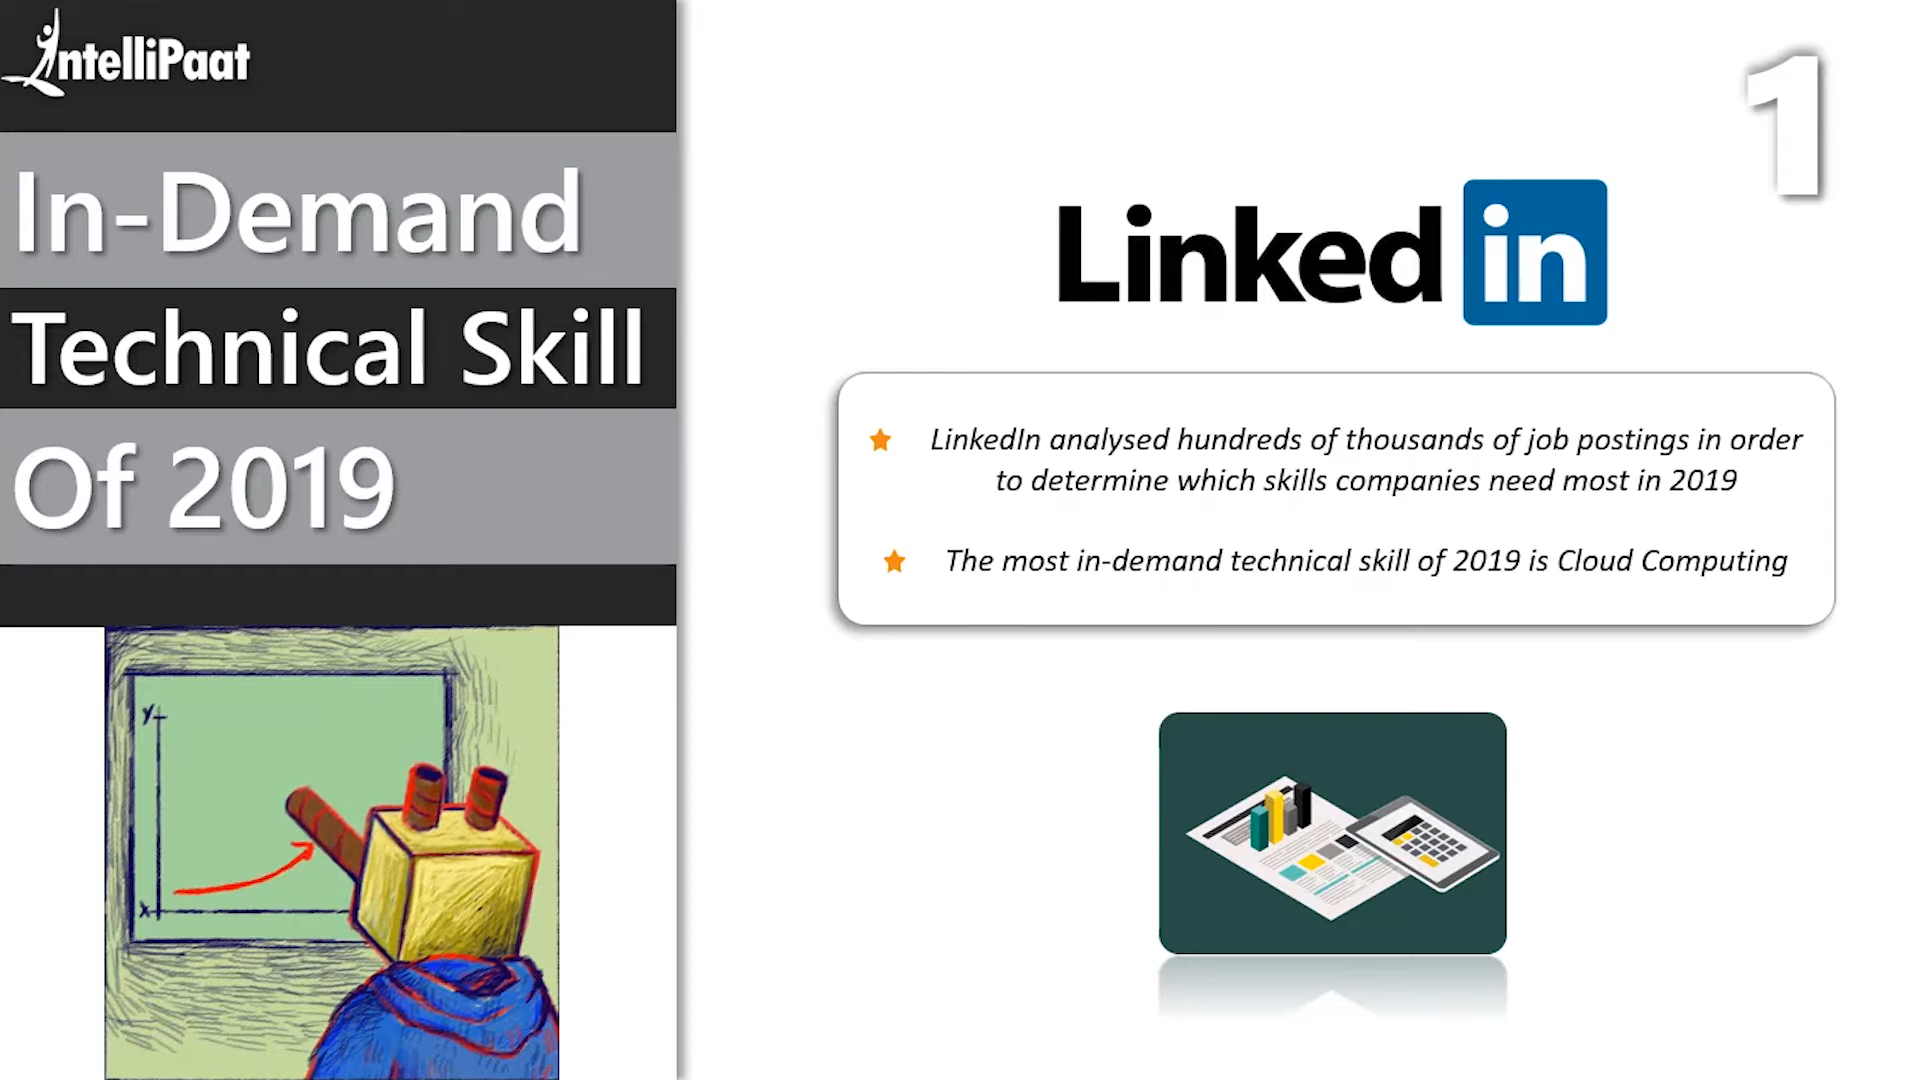 IntelliPaat
In-Demand
Technical Skill
Of 2019
1
Linked in
LinkedIn analysed hundreds of thousands of job postings in order
to determine which skills companies need most in 2019
The most in-demand technical skill of 2019 is Cloud Computing
Y
X